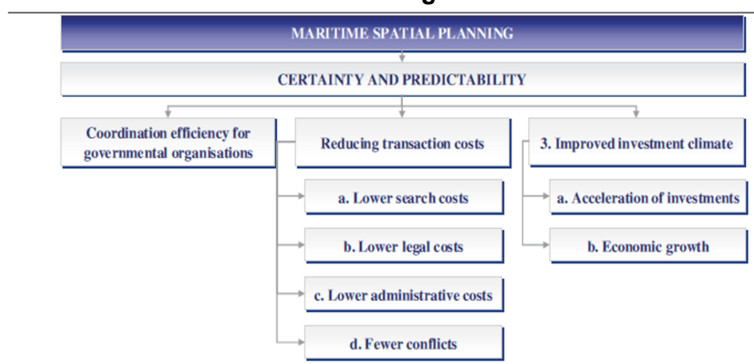 MARITIME SPATIAL PLANNING
CERTAINTY AND PREDICTABILITY
Coordination efficiency for
governmental organisations
Reducing transaction costs
a. Lower search costs
b. Lower legal costs
c. Lower administrative costs
d. Fewer conflicts
3. Improved investment climate
a. Acceleration of investments
b. Economic growth